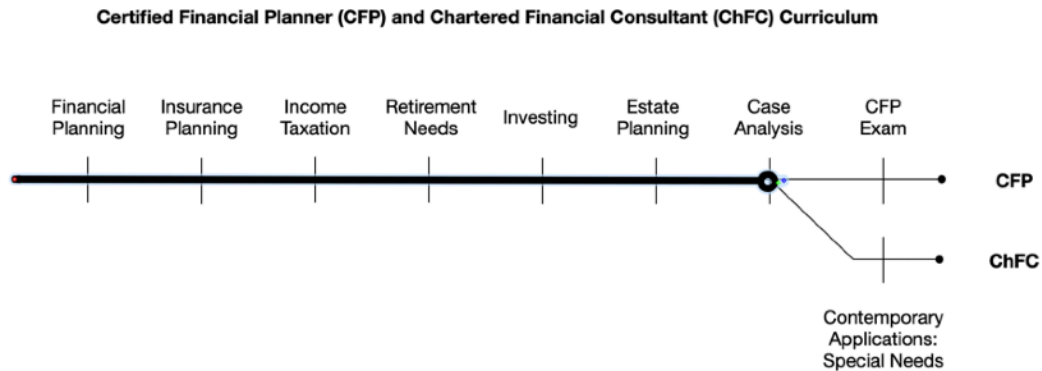 Certified Financial Planner (CFP) and Chartered Financial Consultant (ChFC) Curriculum
Financial
Planning
Insurance
Planning
Income
Taxation
Retirement
Needs
Investing
Estate
Planning
Case
Analysis
CFP
Exam
CFP
ChFC
Contemporary
Applications:
Special Needs